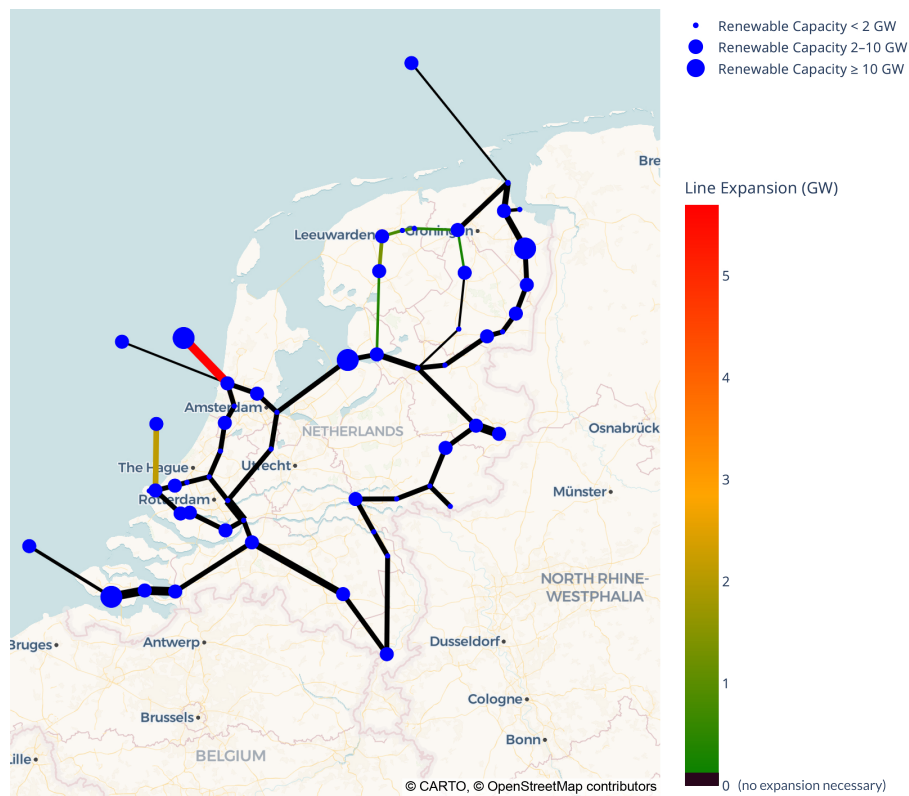 Renewable Capacity < 2 GW
Renewable Capacity 2–10 GW
Renewable Capacity ≥ 10 GW
Line Expansion (GW)
5
4
3
2
1
0 (no expansion necessary)
Bre
Leeuwarden
Groningen
Amsterdam
NETHERLANDS
Osnabrück
The Hague
Utrecht
Rotterdam
Münster
NORTH RHINE-
WESTPHALIA
Bruges
Antwerp
Dusseldorf
Cologne
Brussels
Bonn
BELGIUM
ille
© CARTO, © OpenStreetMap contributors